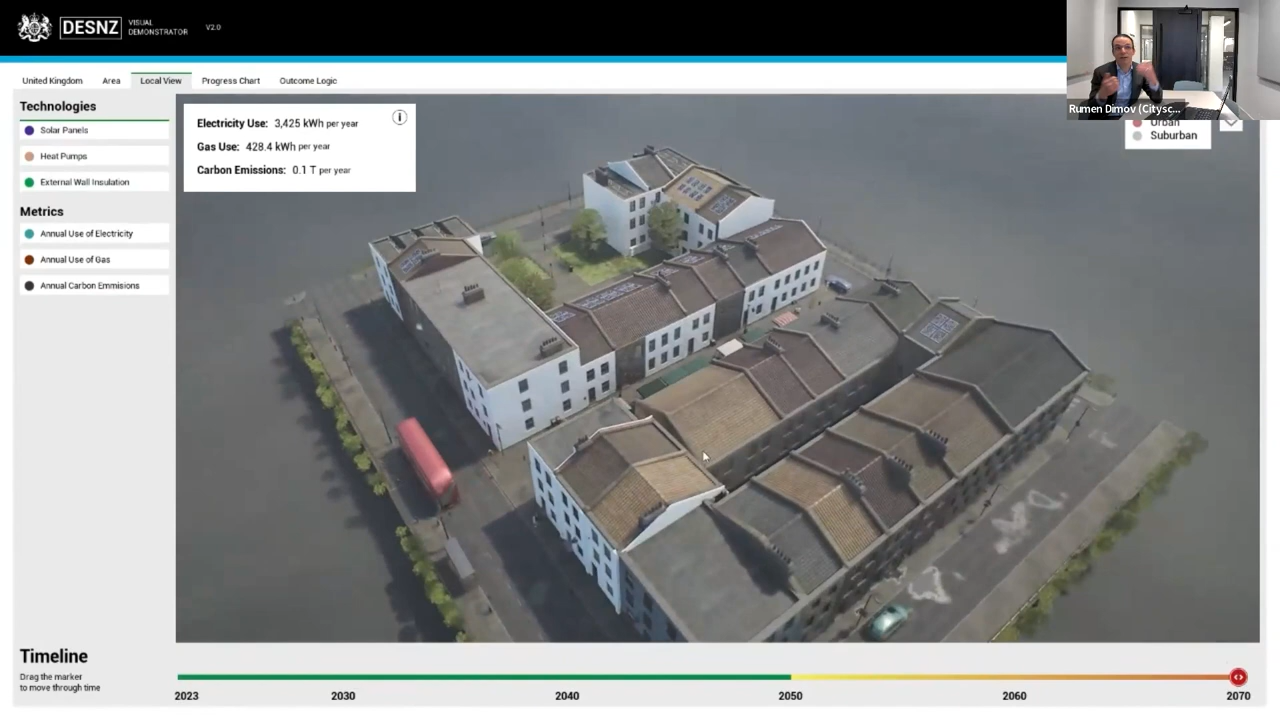 DESNZ
VISUAL
DEMONSTRATOR
V2.0
United Kingdom
Area
Local View
Progress Chart
Outcome Logic
Technologies
Solar Panels
Heat Pumps
External Wall Insulation
Metrics
Annual Use of Electricity
Annual Use of Gas
Annual Carbon Emmisions
Electricity Use: 3,425 kWh per year
Gas Use: 428.4 kWh per year
Carbon Emissions: 0.1 T per year
Rumen Dimov (Citysc...
Urban
Suburban
Timeline
Drag the marker
to move through time
2023
2030
2040
2050
2060
2070